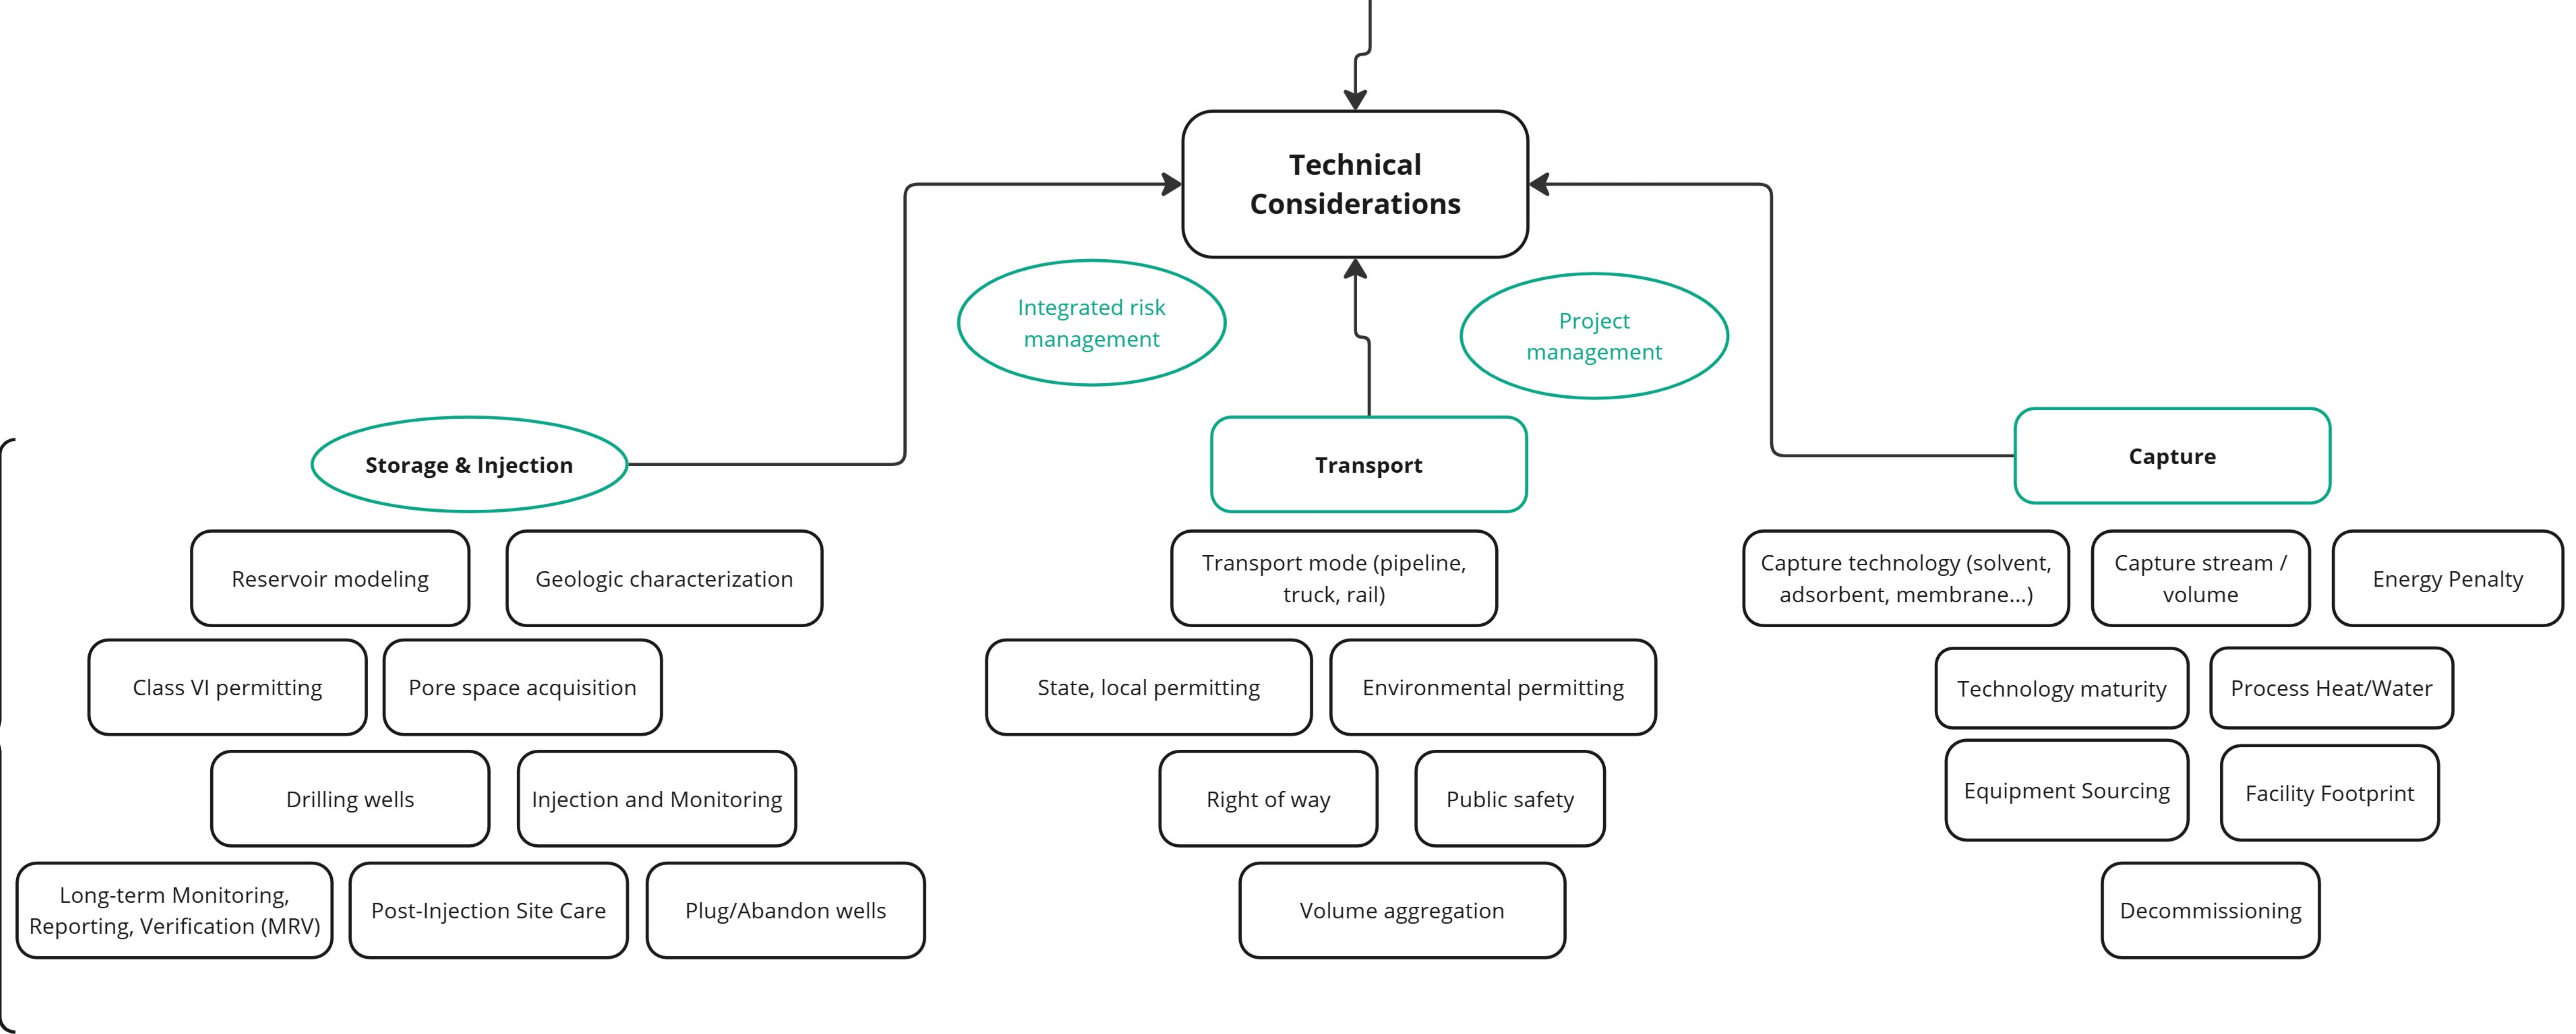 Technical
Considerations
Integrated risk
management
Project
management
Storage & Injection
Transport
Capture
Reservoir modeling
Geologic characterization
Class VI permitting
Pore space acquisition
Drilling wells
Injection and Monitoring
Long-term Monitoring,
Reporting, Verification (MRV)
Post-Injection Site Care
Plug/Abandon wells
Transport mode (pipeline,
truck, rail)
State, local permitting
Environmental permitting
Right of way
Public safety
Volume aggregation
Capture technology (solvent,
adsorbent, membrane...)
Capture stream /
volume
Energy Penalty
Technology maturity
Process Heat/Water
Equipment Sourcing
Facility Footprint
Decommissioning